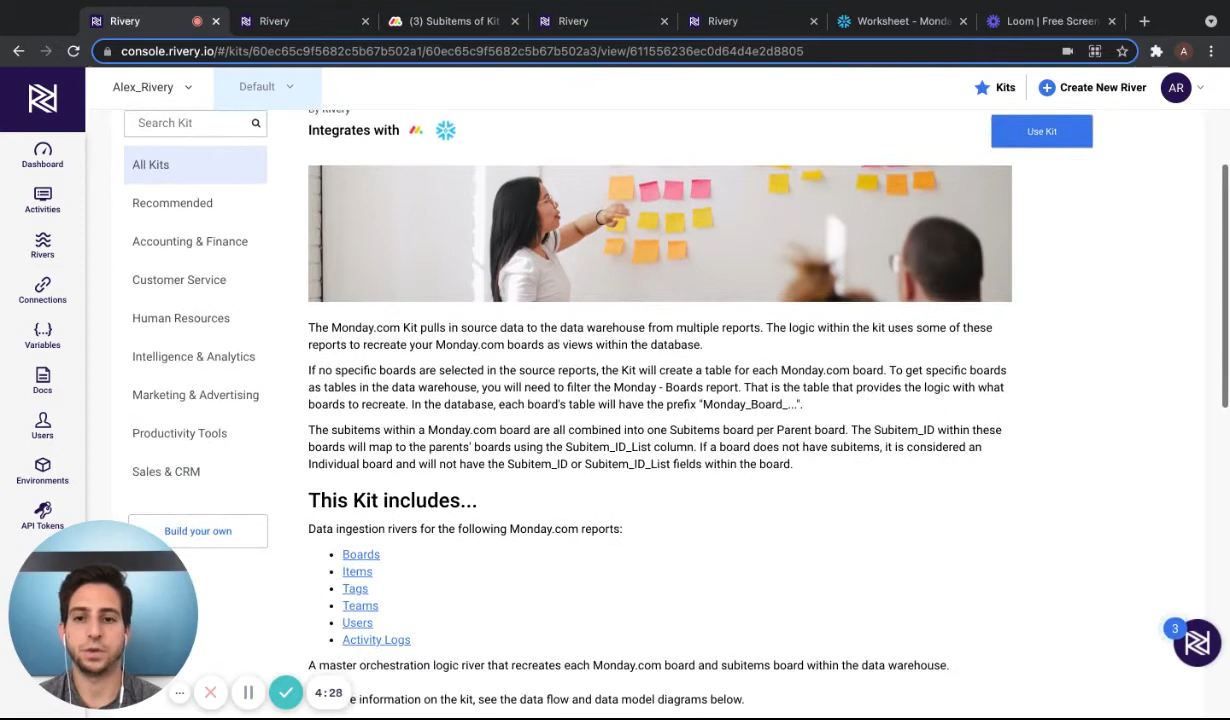 Rivery
Rivery
(3) Subitems of Kit
Rivery
Rivery
Worksheet - Monda
Loom | Free Screen
console.rivery.io/#/kits/60ec65c9f5682c5b67b502a1/60ec65c9f5682c5b67b502a3/view/611556236ec0d64d4e2d8805
A
Alex_Rivery
Default
Kits
Create New River
AR
Dashboard
Activities
Rivers
Connections
{...}
Variables
Docs
Users
Environments
API Tokens
Search Kit
All Kits
Recommended
Accounting & Finance
Customer Service
Human Resources
Intelligence & Analytics
Marketing & Advertising
Productivity Tools
Sales & CRM
Build your own
By Rivery
Integrates with
Use Kit
The Monday.com Kit pulls in source data to the data warehouse from multiple reports. The logic within the kit uses some of these
reports to recreate your Monday.com boards as views within the database.
If no specific boards are selected in the source reports, the Kit will create a table for each Monday.com board. To get specific boards
as tables in the data warehouse, you will need to filter the Monday - Boards report. That is the table that provides the logic with what
boards to recreate. In the database, each board's table will have the prefix "Monday_Board_...".
The subitems within a Monday.com board are all combined into one Subitems board per Parent board. The Subitem_ID within these
boards will map to the parents' boards using the Subitem_ID_List column. If a board does not have subitems, it is considered an
Individual board and will not have the Subitem_ID or Subitem_ID_List fields within the board.
This Kit includes...
Data ingestion rivers for the following Monday.com reports:
Boards
Items
Tags
Teams
Users
Activity Logs
A master orchestration logic river that recreates each Monday.com board and subitems board within the data warehouse.
e information on the kit, see the data flow and data model diagrams below.
4:28
3